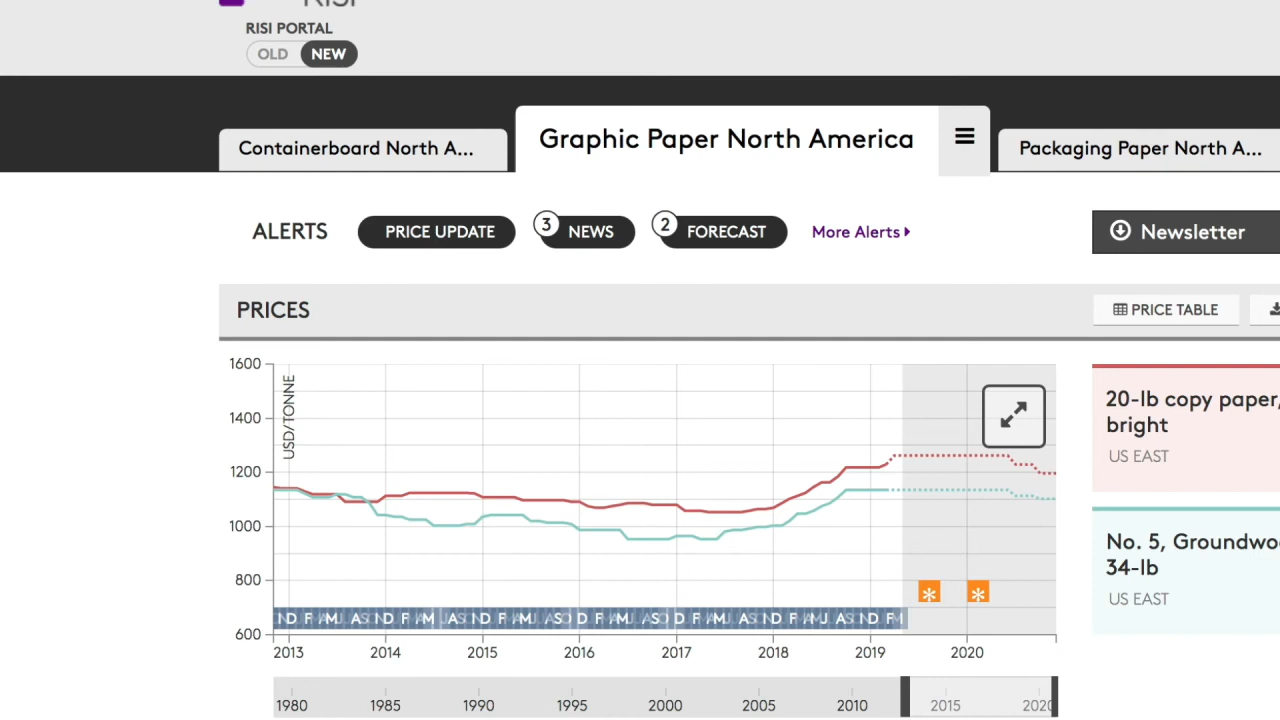 RISI
RISI PORTAL
OLD NEW
Containerboard North A...
Graphic Paper North America
Packaging Paper North A...
ALERTS
PRICE UPDATE
3 NEWS
2 FORECAST
More Alerts
Newsletter
PRICES
PRICE TABLE
1600
1400
1200
1000
800
600
USD/TONNE
2013 2014 2015 2016 2017 2018 2019 2020
1980 1985 1990 1995 2000 2005 2010 2015 2020
20-lb copy paper,
bright
US EAST
No. 5, Groundwo
34-lb
US EAST